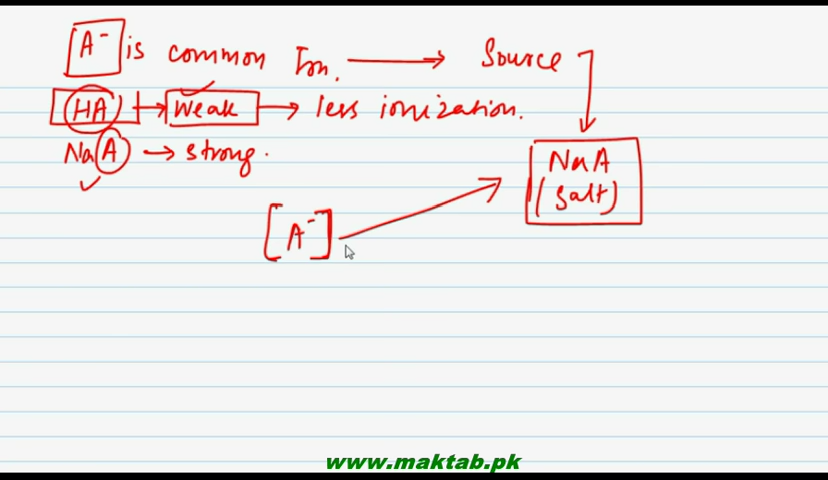 A⁻ is common Ion. → Source
HA → Weak → less ionization.
NaA → strong.
NaA
(Salt)
[A⁻]
www.maktab.pk